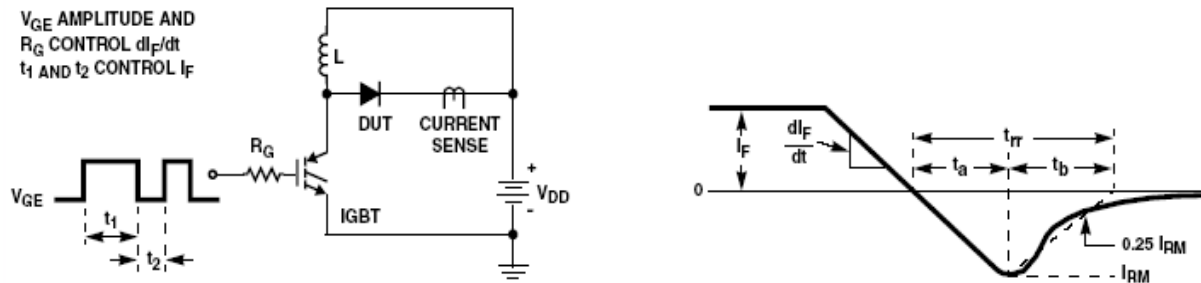 VGE AMPLITUDE AND
RG CONTROL dIF/dt
t1 AND t2 CONTROL IF
L
DUT
CURRENT
SENSE
RG
VGE
IGBT
t1
t2
+
VDD
-
IF
dIF
dt
trr
ta
tb
0
0.25 IRM
IRM